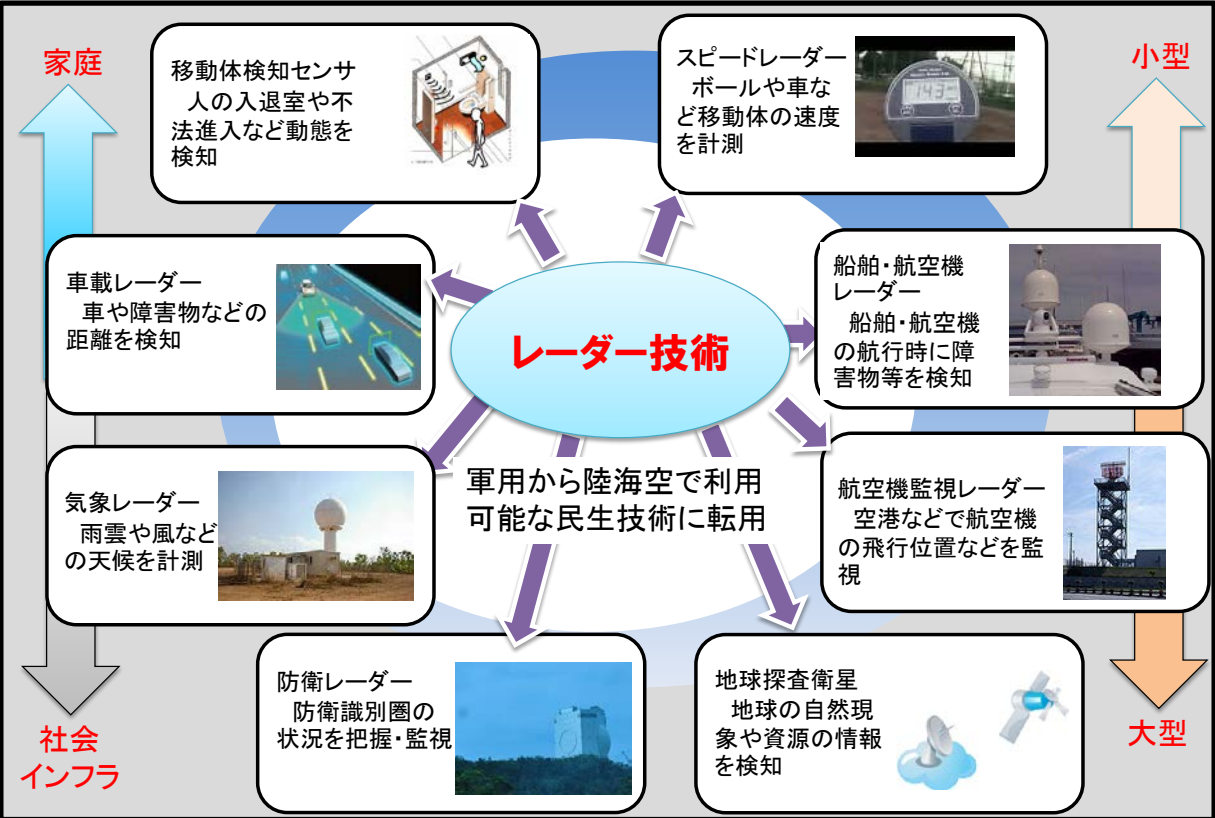 家庭
小型
移動体検知センサ
人の入退室や不
法進入など動態を
検知
スピードレーダー
ボールや車な
ど移動体の速度
を計測
143
車載レーダー
車や障害物などの
距離を検知
レーダー技術
船舶・航空機
レーダー
船舶・航空機
の航行時に障
害物等を検知
気象レーダー
雨雲や風など
の天候を計測
軍用から陸海空で利用
可能な民生技術に転用
航空機監視レーダー
空港などで航空機
の飛行位置などを監
視
防衛レーダー
防衛識別圏の
状況を把握・監視
地球探査衛星
地球の自然現
象や資源の情報
を検知
社会
インフラ
大型